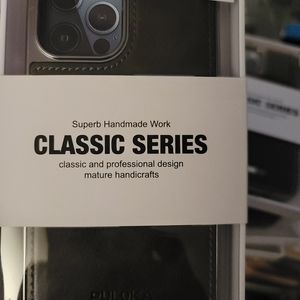 Superb Handmade Work
CLASSIC SERIES
classic and professional design
mature handicrafts